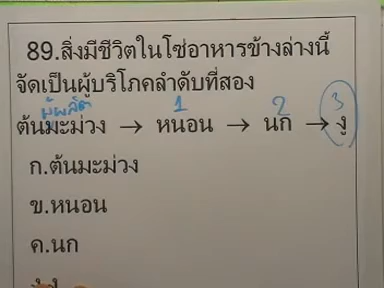 89.สิ่งมีชีวิตในโซ่อาหารข้างล่างนี้
จัดเป็นผู้บริโภคลำดับที่สอง
ผู้ผลิต 1 2 3
ต้นมะม่วง → หนอน → นก → งู
ก.ต้นมะม่วง
ข.หนอน
ค.นก